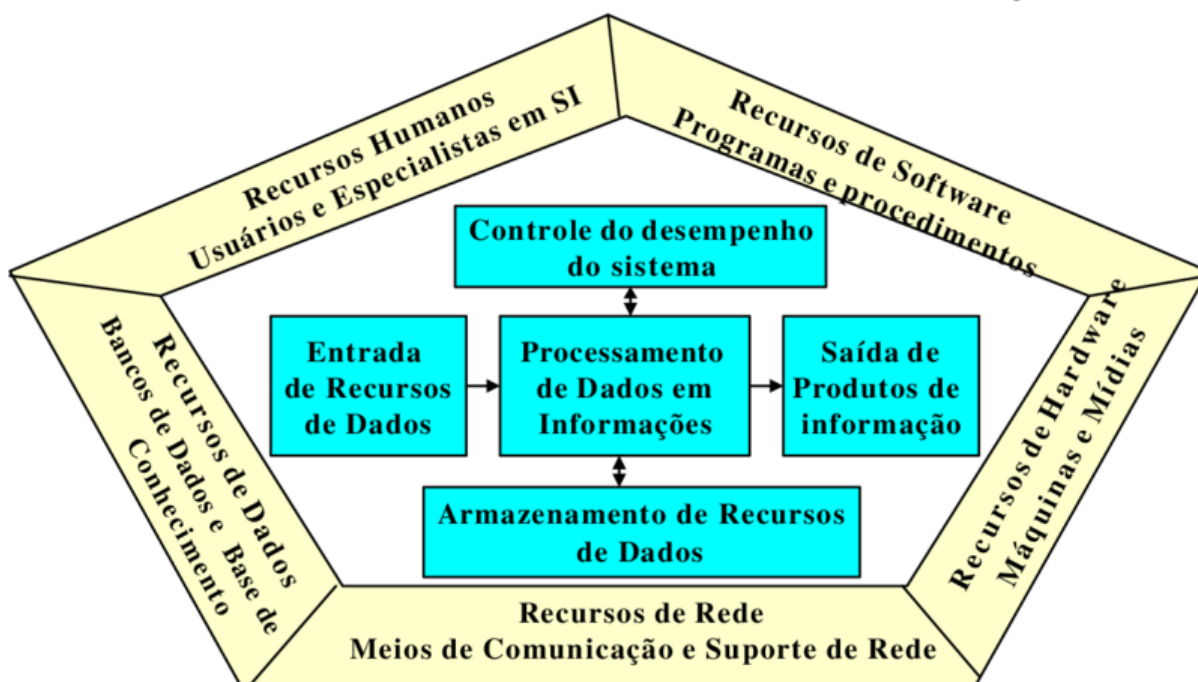 Recursos Humanos
Usuários e Especialistas em SI
Recursos de Software
Programas e procedimentos
Controle do desempenho
do sistema
Entrada
de Recursos
de Dados
Processamento
de Dados em
Informações
Saída de
Produtos de
informação
Armazenamento de Recursos
de Dados
Recursos de Dados
Bancos de Dados e Base de
Conhecimento
Recursos de Hardware
Máquinas e Mídias
Recursos de Rede
Meios de Comunicação e Suporte de Rede